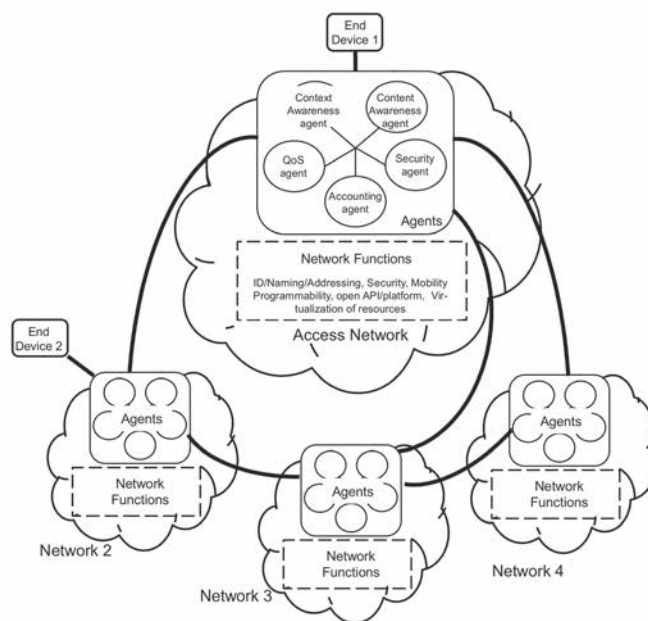 End
Device 1
Context
Awareness
agent
Content
Awareness
agent
QoS
agent
Security
agent
Accounting
agent
Agents
Network Functions
ID/Naming/Addressing, Security, Mobility
Programmability, open API/platform, Vir-
tualization of resources
Access Network
End
Device 2
Agents
Network
Functions
Network 2
Agents
Network
Functions
Network 3
Agents
Network
Functions
Network 4